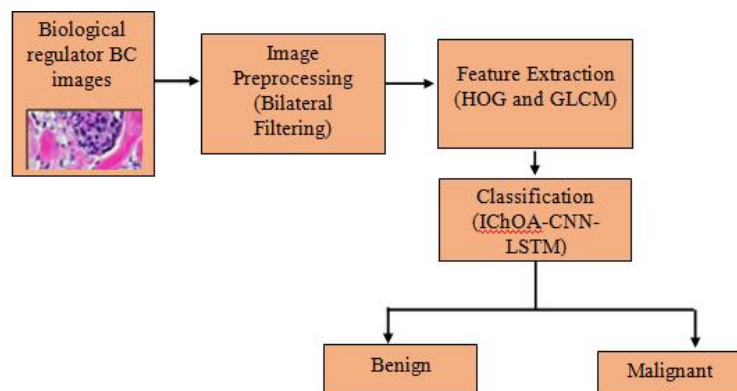 Biological
regulator BC
images
Image
Preprocessing
(Bilateral
Filtering)
Feature Extraction
(HOG and GLCM)
Classification
(IChOA-CNN-
LSTM)
Benign
Malignant